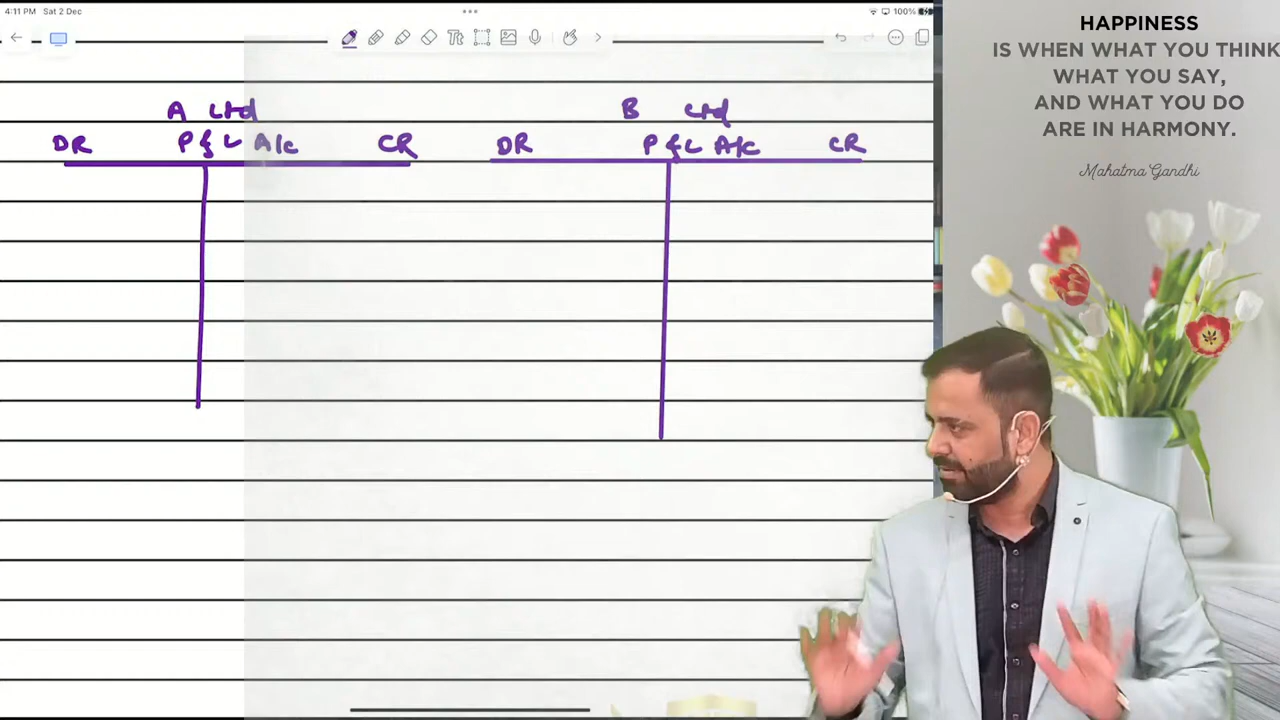 4:11 PM Sat 2 Dec
100%
Tt
A Ltd
DR P & L A/c CR
B Ltd
DR P & L A/c CR
HAPPINESS
IS WHEN WHAT YOU THINK
WHAT YOU SAY,
AND WHAT YOU DO
ARE IN HARMONY.
Mahatma Gandhi